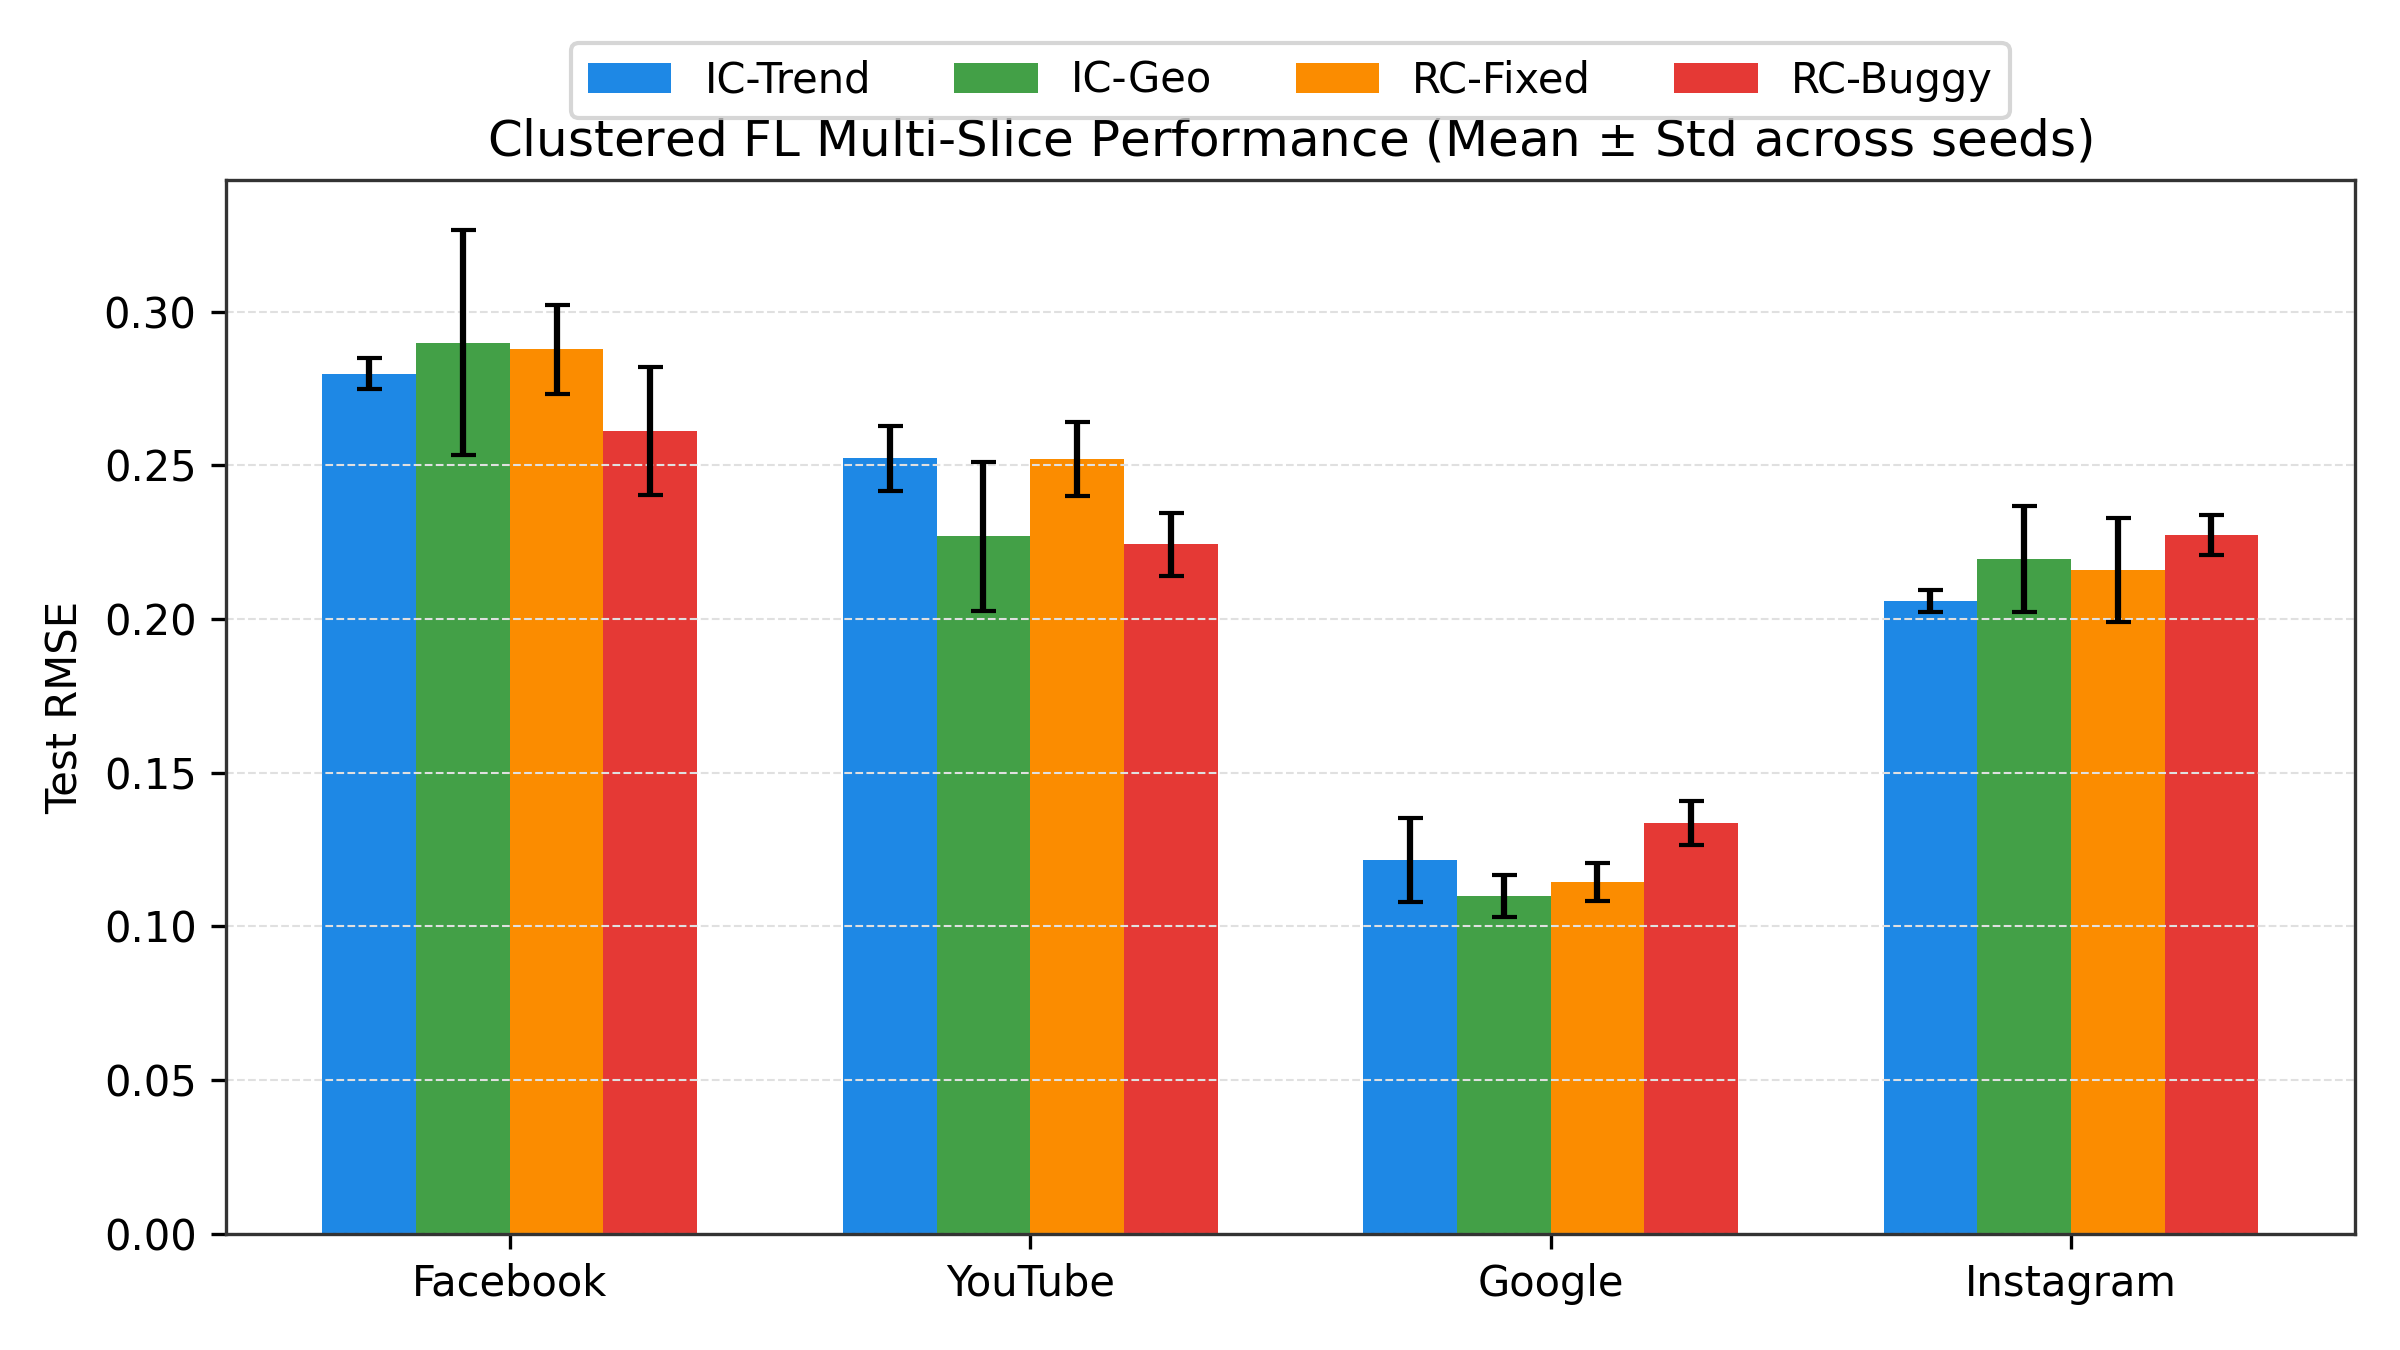 IC-Trend IC-Geo RC-Fixed RC-Buggy
Clustered FL Multi-Slice Performance (Mean ± Std across seeds)
Test RMSE
0.30
0.25
0.20
0.15
0.10
0.05
0.00
Facebook YouTube Google Instagram